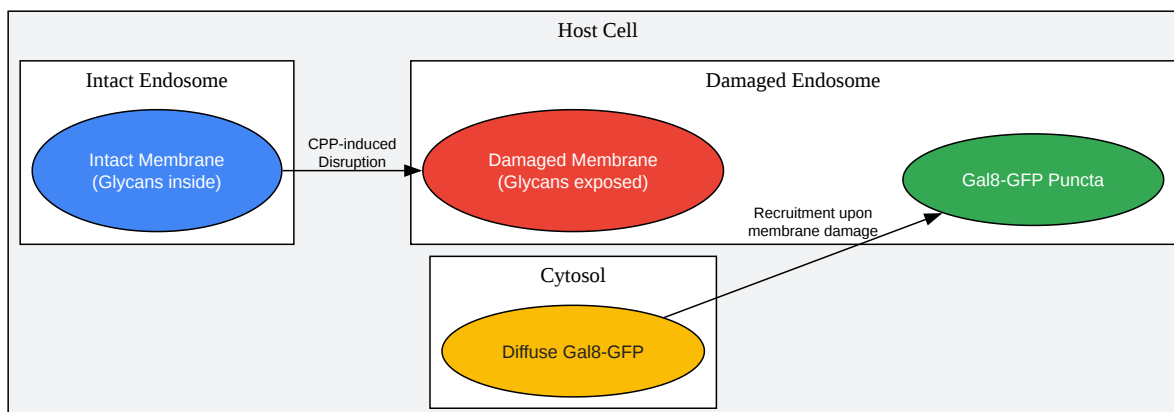 Host Cell
Intact Endosome
Damaged Endosome
Intact Membrane
(Glycans inside)
CPP-induced
Disruption
Damaged Membrane
(Glycans exposed)
Gal8-GFP Puncta
Recruitment upon
membrane damage
Cytosol
Diffuse Gal8-GFP